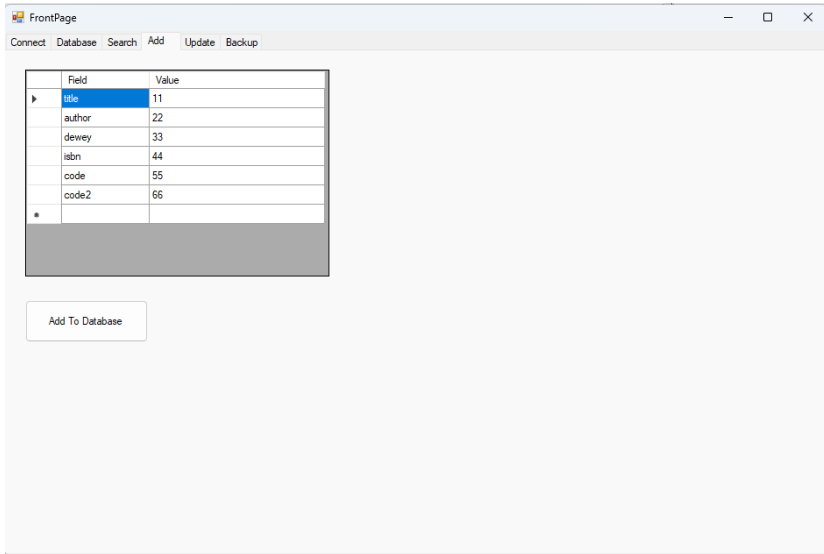 FrontPage
Connect Database Search Add Update Backup
Field Value
title 11
author 22
dewey 33
isbn 44
code 55
code2 66
Add To Database